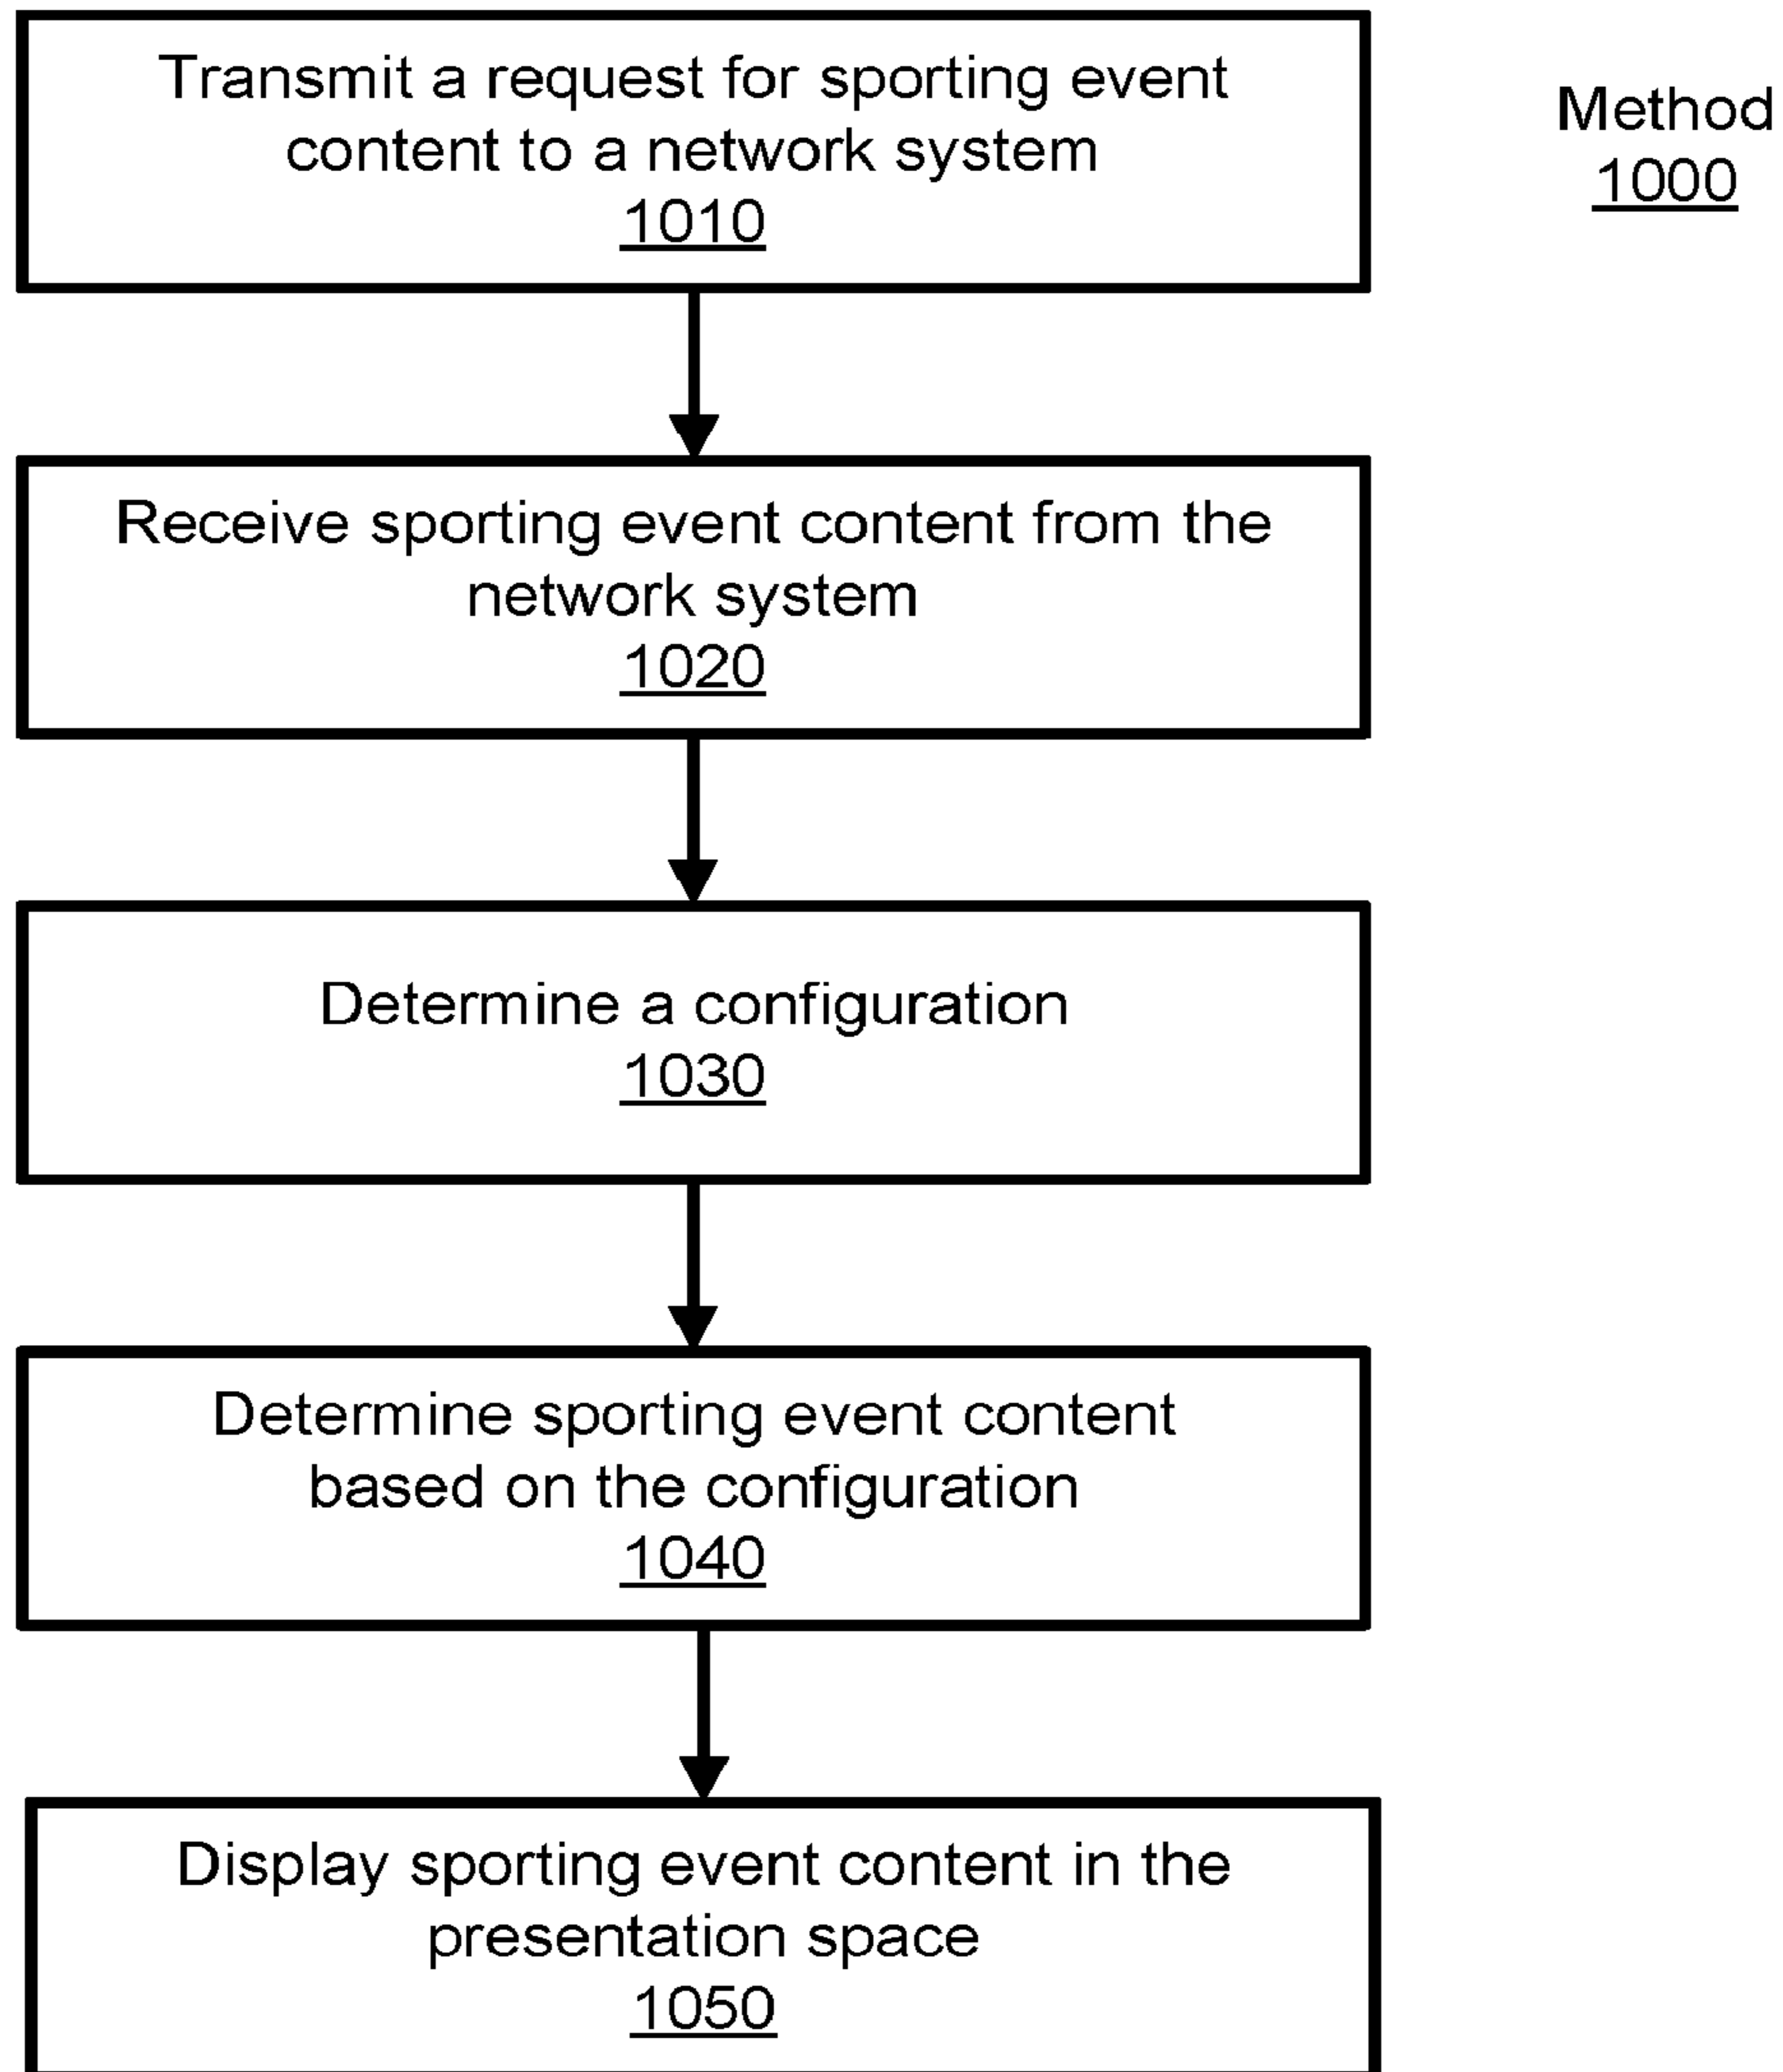 Transmit a request for sporting event
content to a network system
1010
Method
1000
Receive sporting event content from the
network system
1020
Determine a configuration
1030
Determine sporting event content
based on the configuration
1040
Display sporting event content in the
presentation space
1050